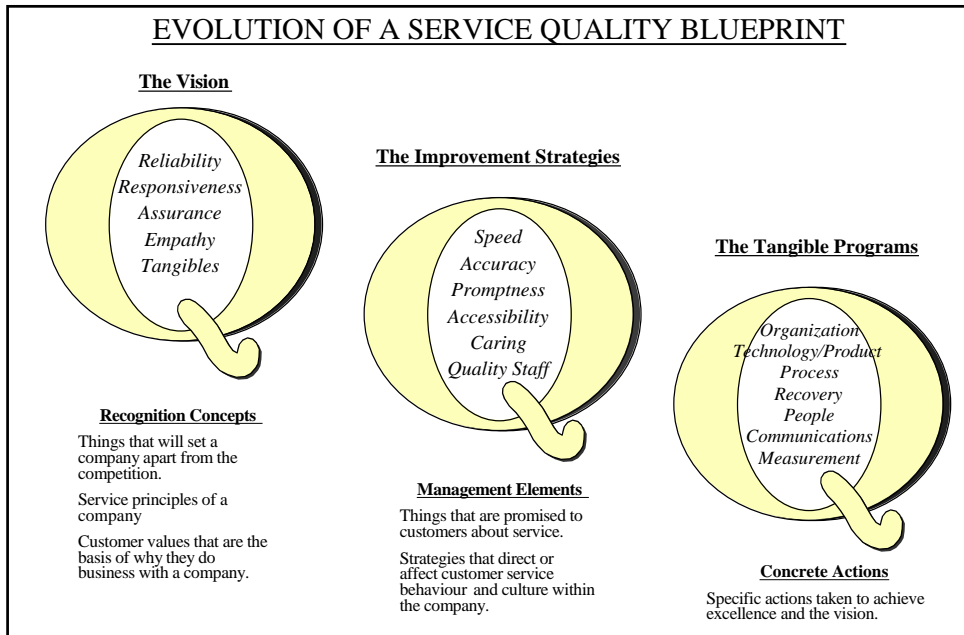 EVOLUTION OF A SERVICE QUALITY BLUEPRINT
The Vision
Reliability
Responsiveness
Assurance
Empathy
Tangibles
Recognition Concepts
Things that will set a
company apart from the
competition.
Service principles of a
company
Customer values that are the
basis of why they do
business with a company.
The Improvement Strategies
Speed
Accuracy
Promptness
Accessibility
Caring
Quality Staff
Management Elements
Things that are promised to
customers about service.
Strategies that direct or
affect customer service
behaviour and culture within
the company.
The Tangible Programs
Organization
Technology/Product
Process
Recovery
People
Communications
Measurement
Concrete Actions
Specific actions taken to achieve
excellence and the vision.